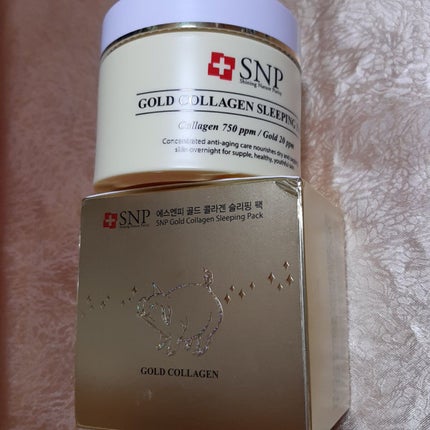 SNP
Shining Nature Purity
GOLD COLLAGEN SLEEPING
Collagen 750 ppm / Gold 20 ppm
Concentrated anti-aging care nourishes dry and
skin overnight for supple, healthy, youthful
SNP
에스엔피 골드 콜라겐 슬리핑 팩
SNP Gold Collagen Sleeping Pack
GOLD COLLAGEN